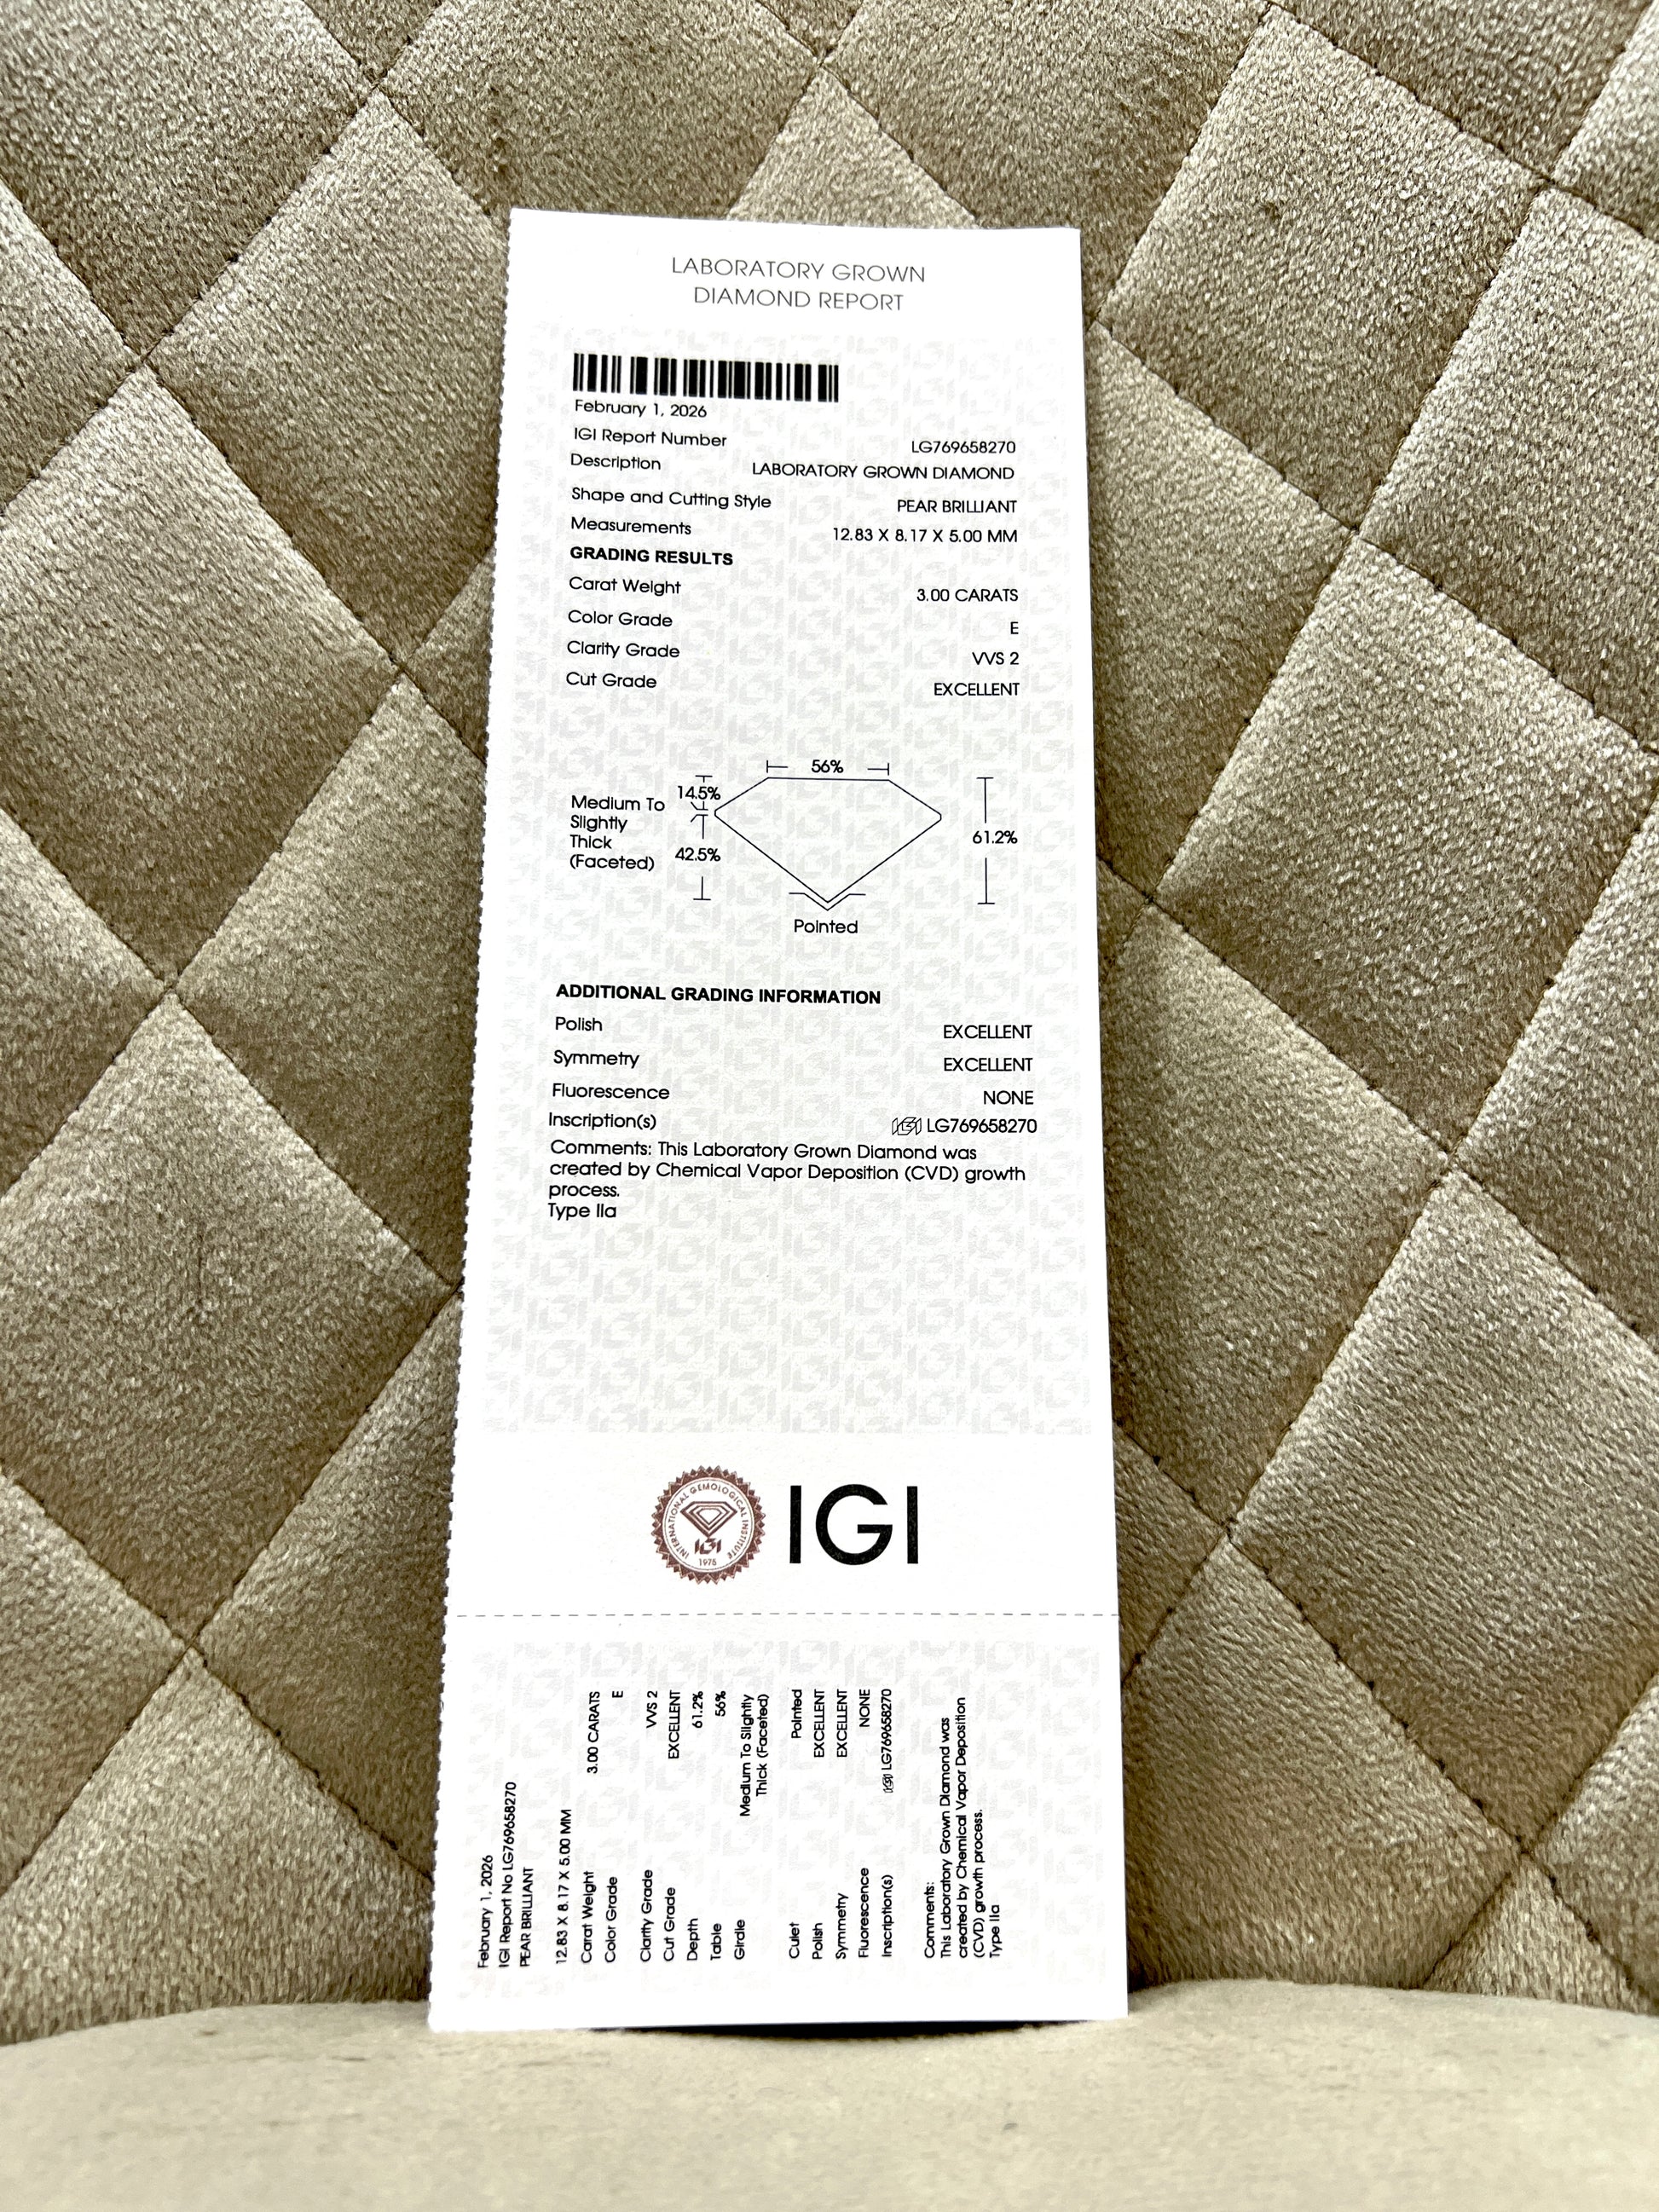 LABORATORY GROWN
DIAMOND REPORT
February 1, 2026
IGI Report Number LG769658270
Description LABORATORY GROWN DIAMOND
Shape and Cutting Style PEAR BRILLIANT
Measurements 12.83 X 8.17 X 5.00 MM
GRADING RESULTS
Carat Weight 3.00 CARATS
Color Grade E
Clarity Grade VVS 2
Cut Grade EXCELLENT
56%
14.5%
Medium To
Slightly
Thick
(Faceted)
42.5%
61.2%
Pointed
ADDITIONAL GRADING INFORMATION
Polish EXCELLENT
Symmetry EXCELLENT
Fluorescence NONE
Inscription(s) IGI LG769658270
Comments: This Laboratory Grown Diamond was
created by Chemical Vapor Deposition (CVD) growth
process.
Type IIa
INTERNATIONAL GEMOLOGICAL INSTITUTE
IGI
1975
IGI
February 1, 2026
IGI Report No LG769658270
PEAR BRILLIANT
12.83 X 8.17 X 5.00 MM
Carat Weight 3.00 CARATS
Color Grade E
Clarity Grade VVS 2
Cut Grade EXCELLENT
Depth 61.2%
Table 56%
Girdle Medium To Slightly
Thick (Faceted)
Culet Pointed
Polish EXCELLENT
Symmetry EXCELLENT
Fluorescence NONE
Inscription(s) IGI LG769658270
Comments:
This Laboratory Grown Diamond was
created by Chemical Vapor Deposition
(CVD) growth process.
Type IIa